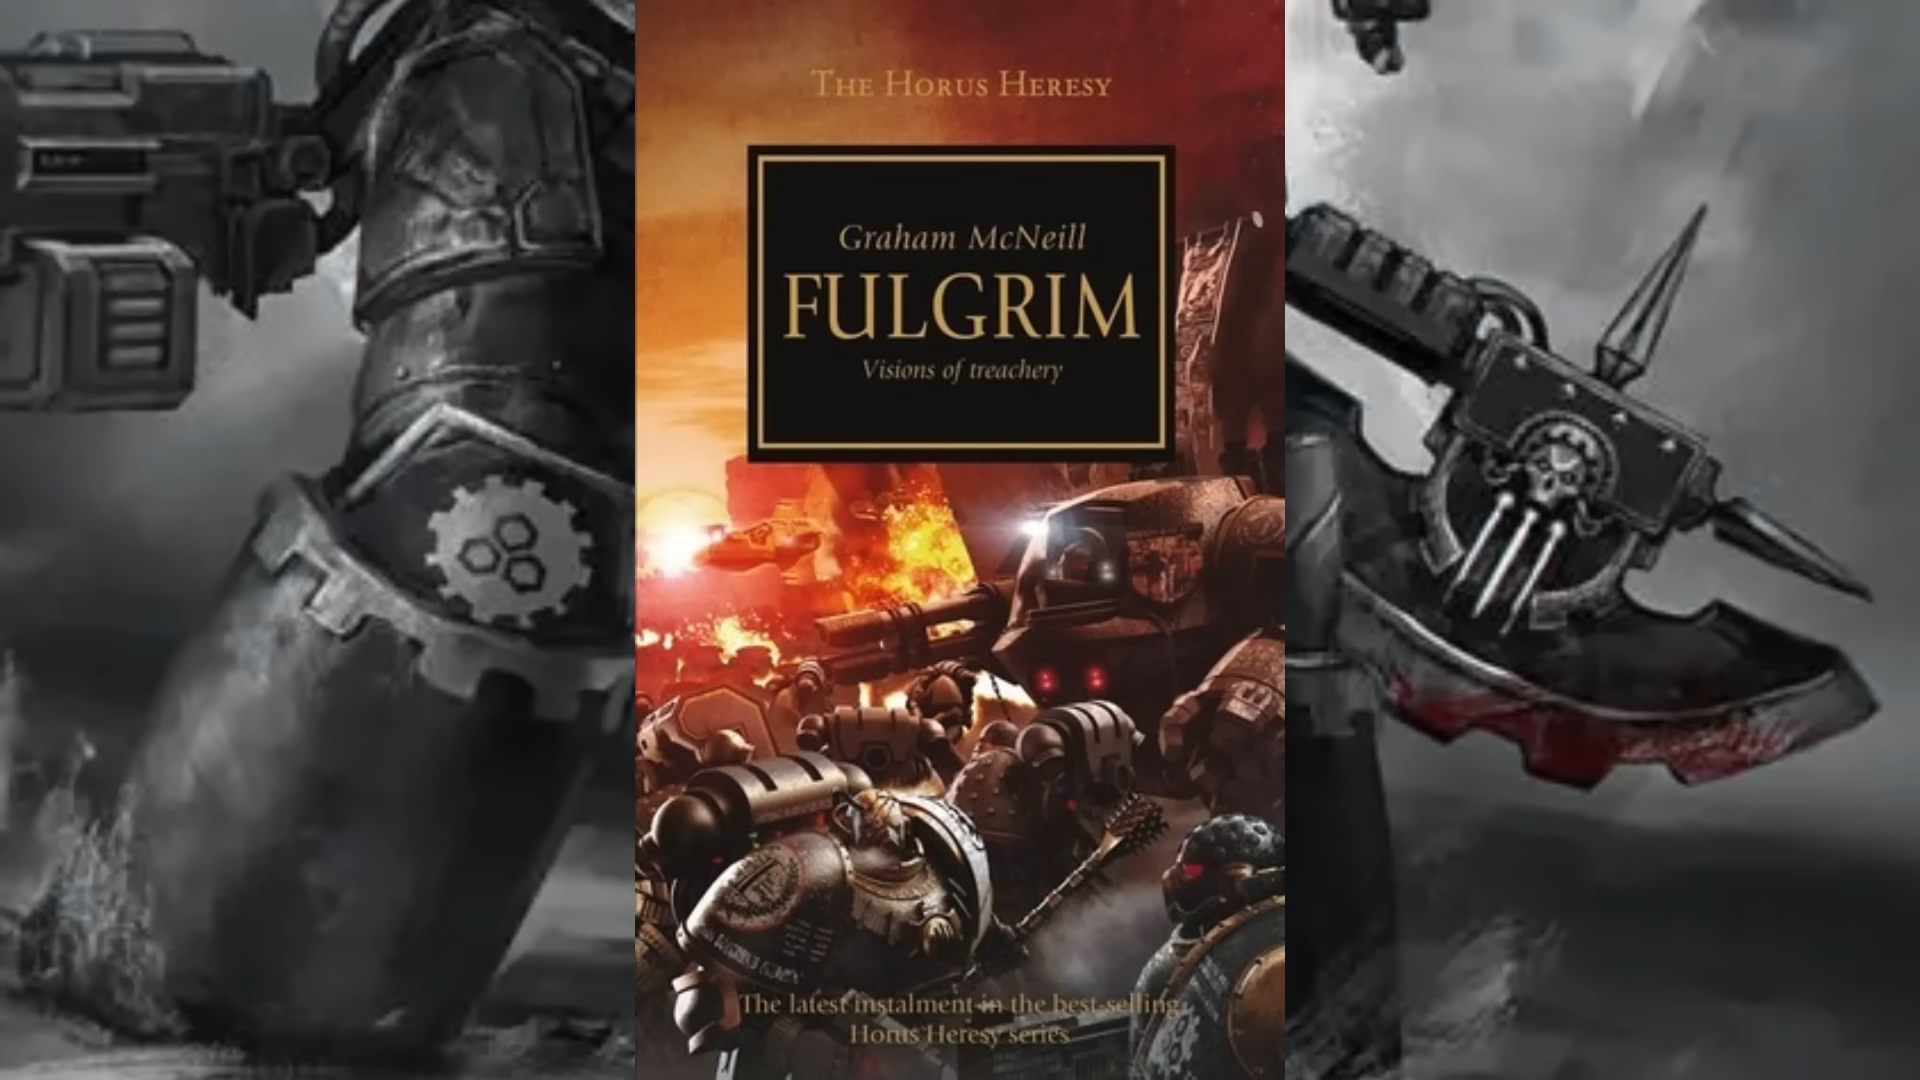 The Horus Heresy
Graham McNeill
FULGRIM
Visions of treachery
The latest instalment in the best-selling
Horus Heresy series